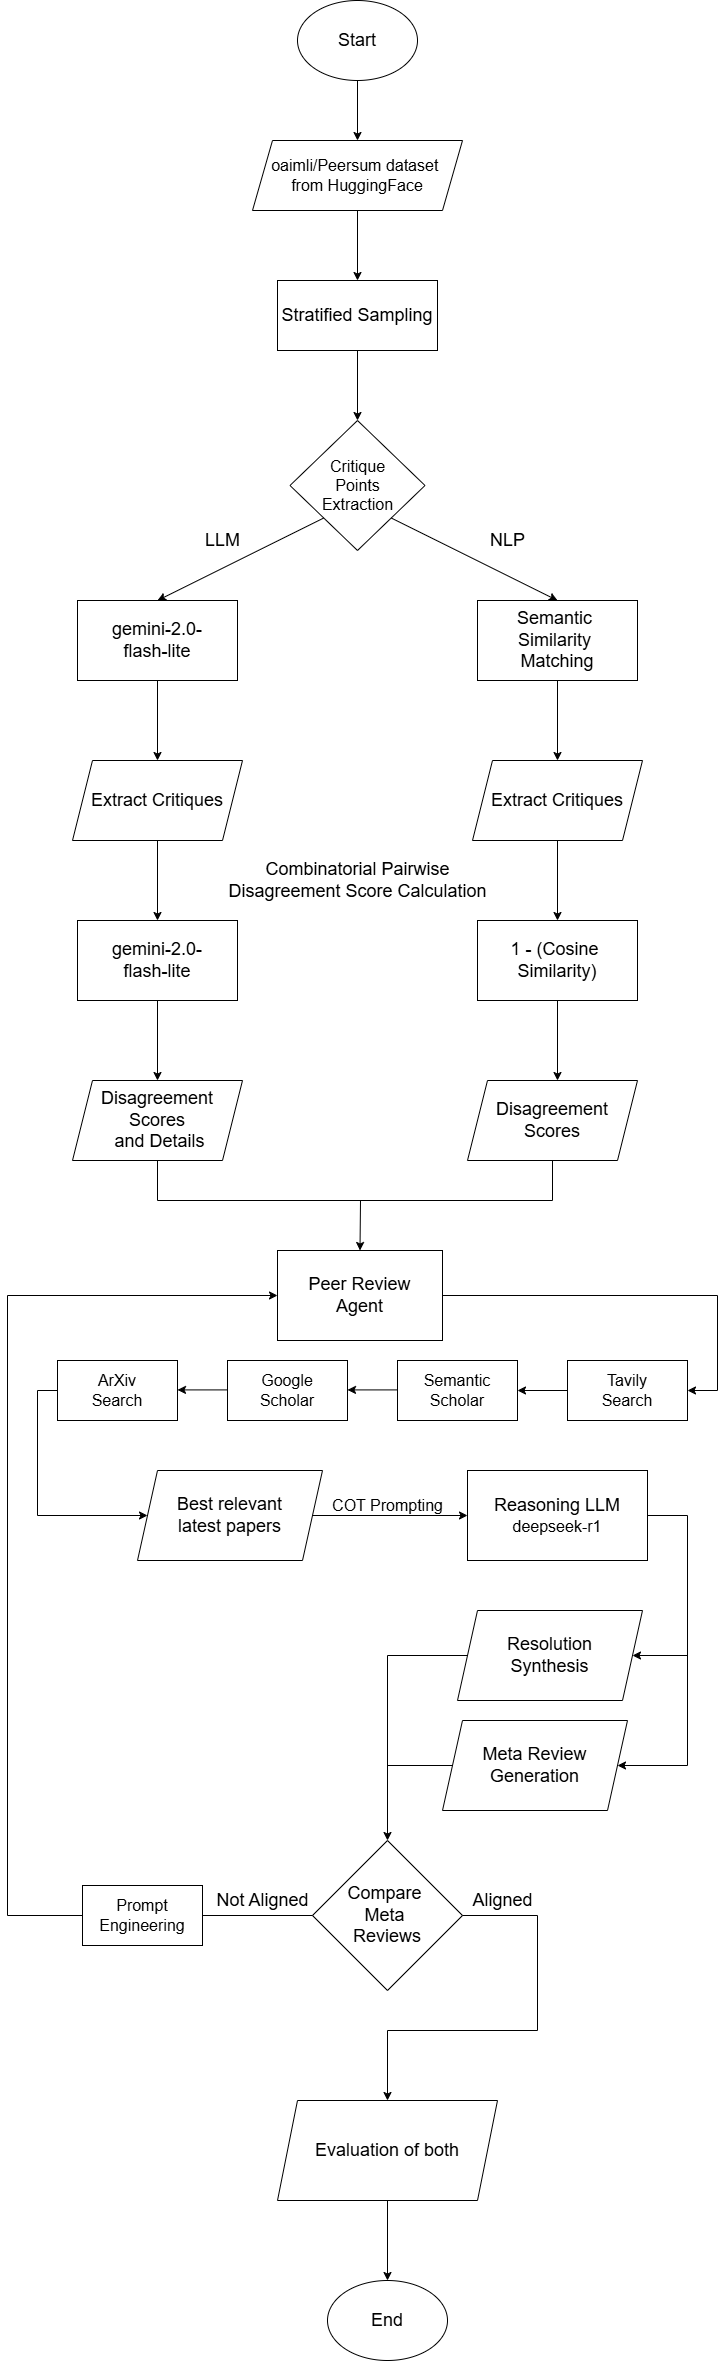 Start
oaimli/Peersum dataset
from HuggingFace
Stratified Sampling
Critique
Points
Extraction
LLM
NLP
gemini-2.0-
flash-lite
Semantic
Similarity
Matching
Extract Critiques
Extract Critiques
Combinatorial Pairwise
Disagreement Score Calculation
gemini-2.0-
flash-lite
1 - (Cosine
Similarity)
Disagreement
Scores
and Details
Disagreement
Scores
Peer Review
Agent
ArXiv
Search
Google
Scholar
Semantic
Scholar
Tavily
Search
Best relevant
latest papers
COT Prompting
Reasoning LLM
deepseek-r1
Resolution
Synthesis
Meta Review
Generation
Prompt
Engineering
Not Aligned
Compare
Meta
Reviews
Aligned
Evaluation of both
End